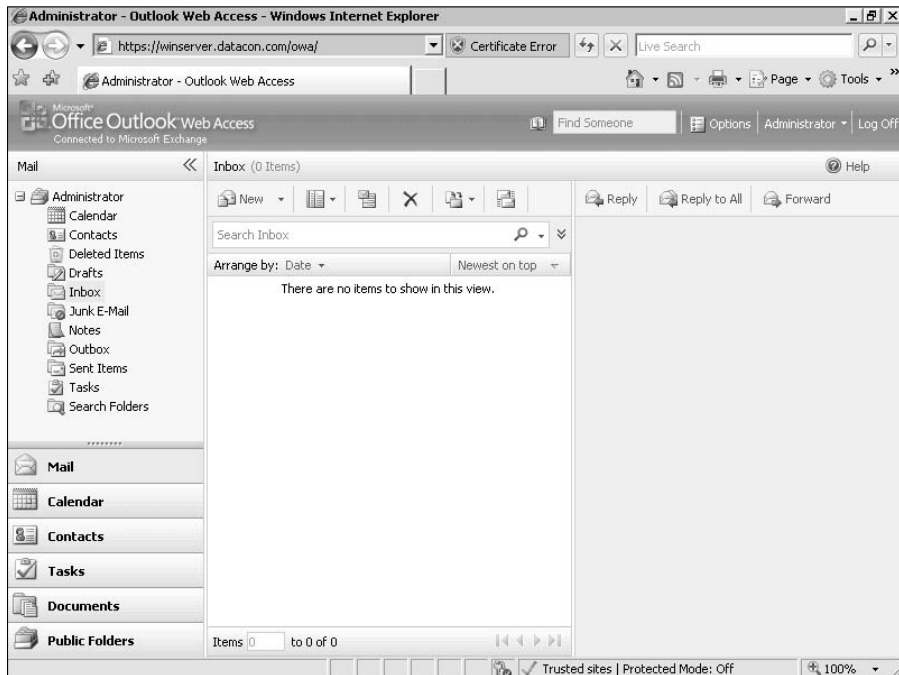 Administrator - Outlook Web Access - Windows Internet Explorer
https://winserver.datacon.com/owa/
Certificate Error
Live Search
Administrator - Outlook Web Access
Page
Tools
Microsoft
Office Outlook Web Access
Connected to Microsoft Exchange
Find Someone
Options
Administrator
Log Off
Mail
Inbox (0 Items)
Help
Administrator
Calendar
Contacts
Deleted Items
Drafts
Inbox
Junk E-Mail
Notes
Outbox
Sent Items
Tasks
Search Folders
New
Reply
Reply to All
Forward
Search Inbox
Arrange by: Date
Newest on top
There are no items to show in this view.
Mail
Calendar
Contacts
Tasks
Documents
Public Folders
Items 0 to 0 of 0
Trusted sites | Protected Mode: Off
100%